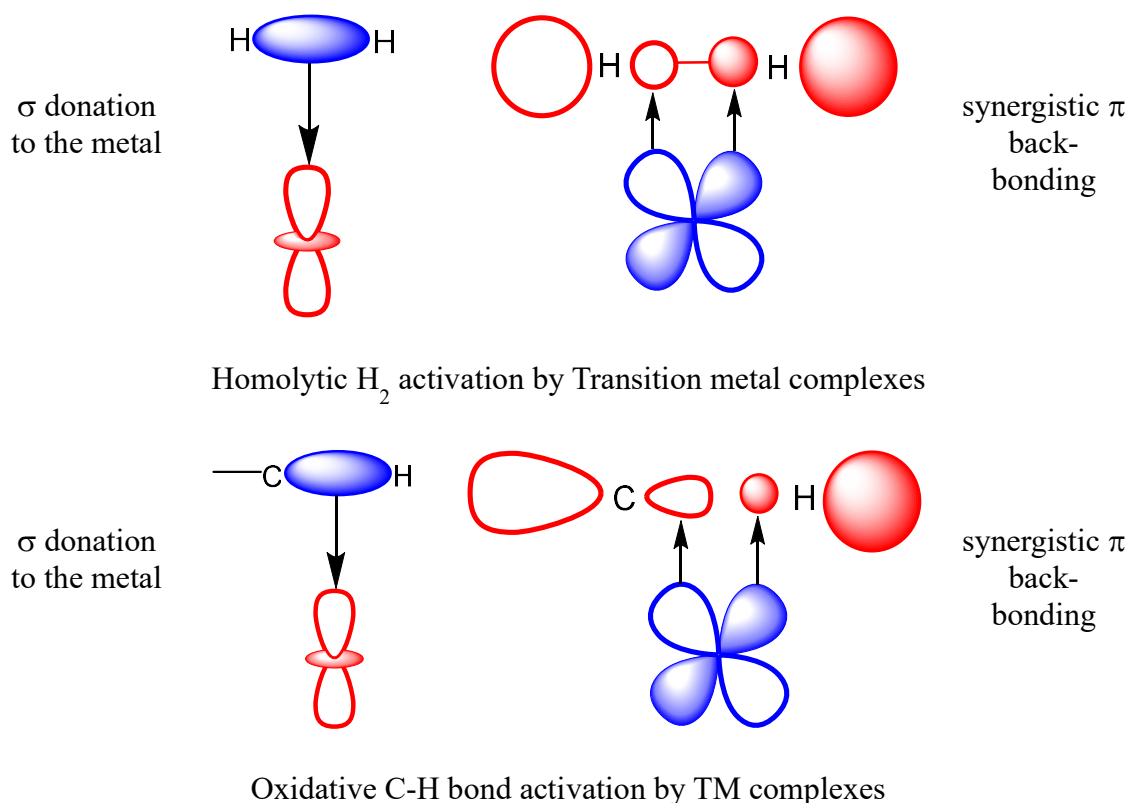 H H
H H
σ donation
to the metal
synergistic π
back-
bonding
Homolytic H₂ activation by Transition metal complexes
C H
C H
σ donation
to the metal
synergistic π
back-
bonding
Oxidative C-H bond activation by TM complexes